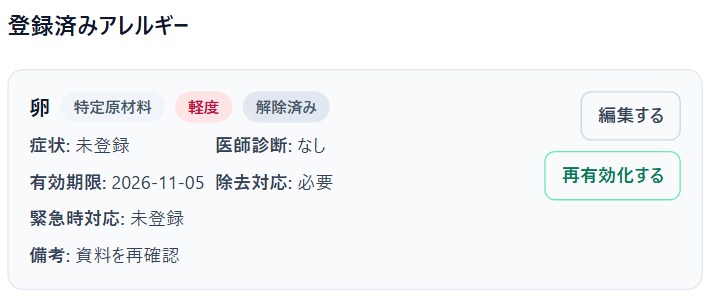 登録済みアレルギー
卵 特定原材料 軽度 解除済み 編集する
症状: 未登録 医師診断: なし
再有効化する
有効期限: 2026-11-05 除去対応: 必要
緊急時対応: 未登録
備考: 資料を再確認